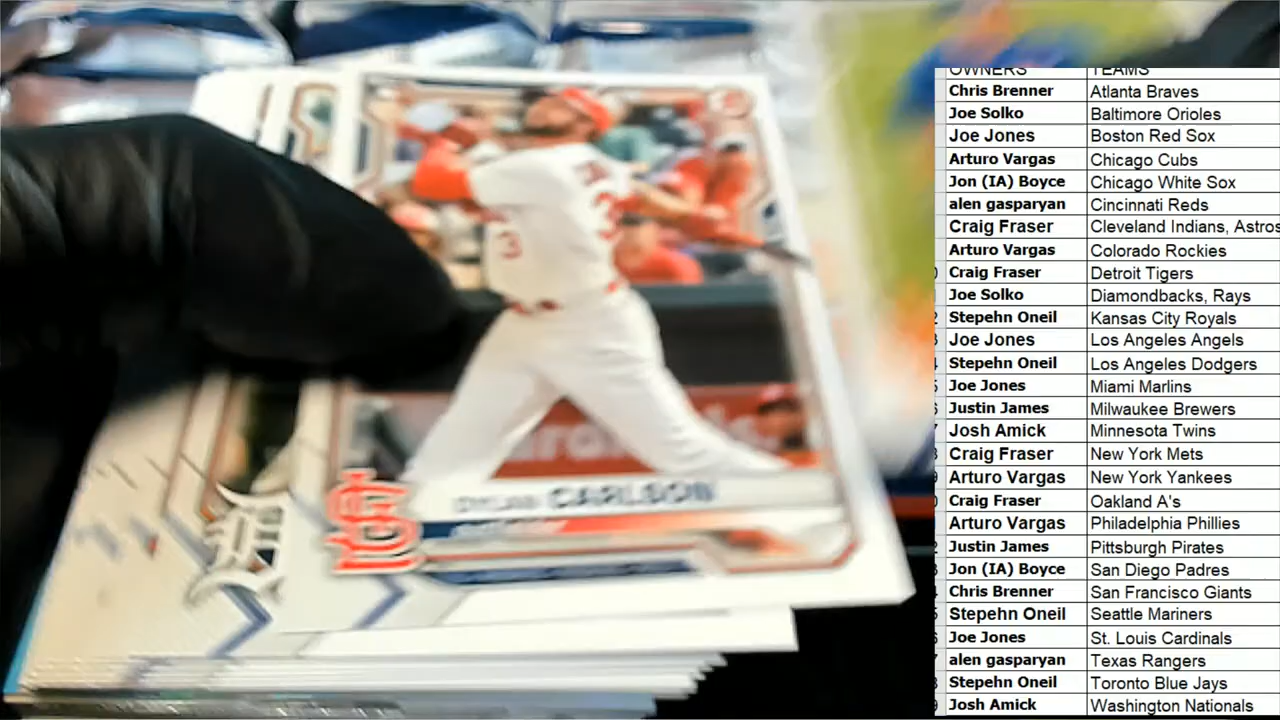 OWNERS TEAMS
Chris Brenner Atlanta Braves
Joe Solko Baltimore Orioles
Joe Jones Boston Red Sox
Arturo Vargas Chicago Cubs
Jon (IA) Boyce Chicago White Sox
alen gasparyan Cincinnati Reds
Craig Fraser Cleveland Indians, Astros
Arturo Vargas Colorado Rockies
Craig Fraser Detroit Tigers
Joe Solko Diamondbacks, Rays
Stepehn Oneil Kansas City Royals
Joe Jones Los Angeles Angels
Stepehn Oneil Los Angeles Dodgers
Joe Jones Miami Marlins
Justin James Milwaukee Brewers
Josh Amick Minnesota Twins
Craig Fraser New York Mets
Arturo Vargas New York Yankees
Craig Fraser Oakland A's
Arturo Vargas Philadelphia Phillies
Justin James Pittsburgh Pirates
Jon (IA) Boyce San Diego Padres
Chris Brenner San Francisco Giants
Stepehn Oneil Seattle Mariners
Joe Jones St. Louis Cardinals
alen gasparyan Texas Rangers
Stepehn Oneil Toronto Blue Jays
Josh Amick Washington Nationals
3
3
DYLAN CARLSON